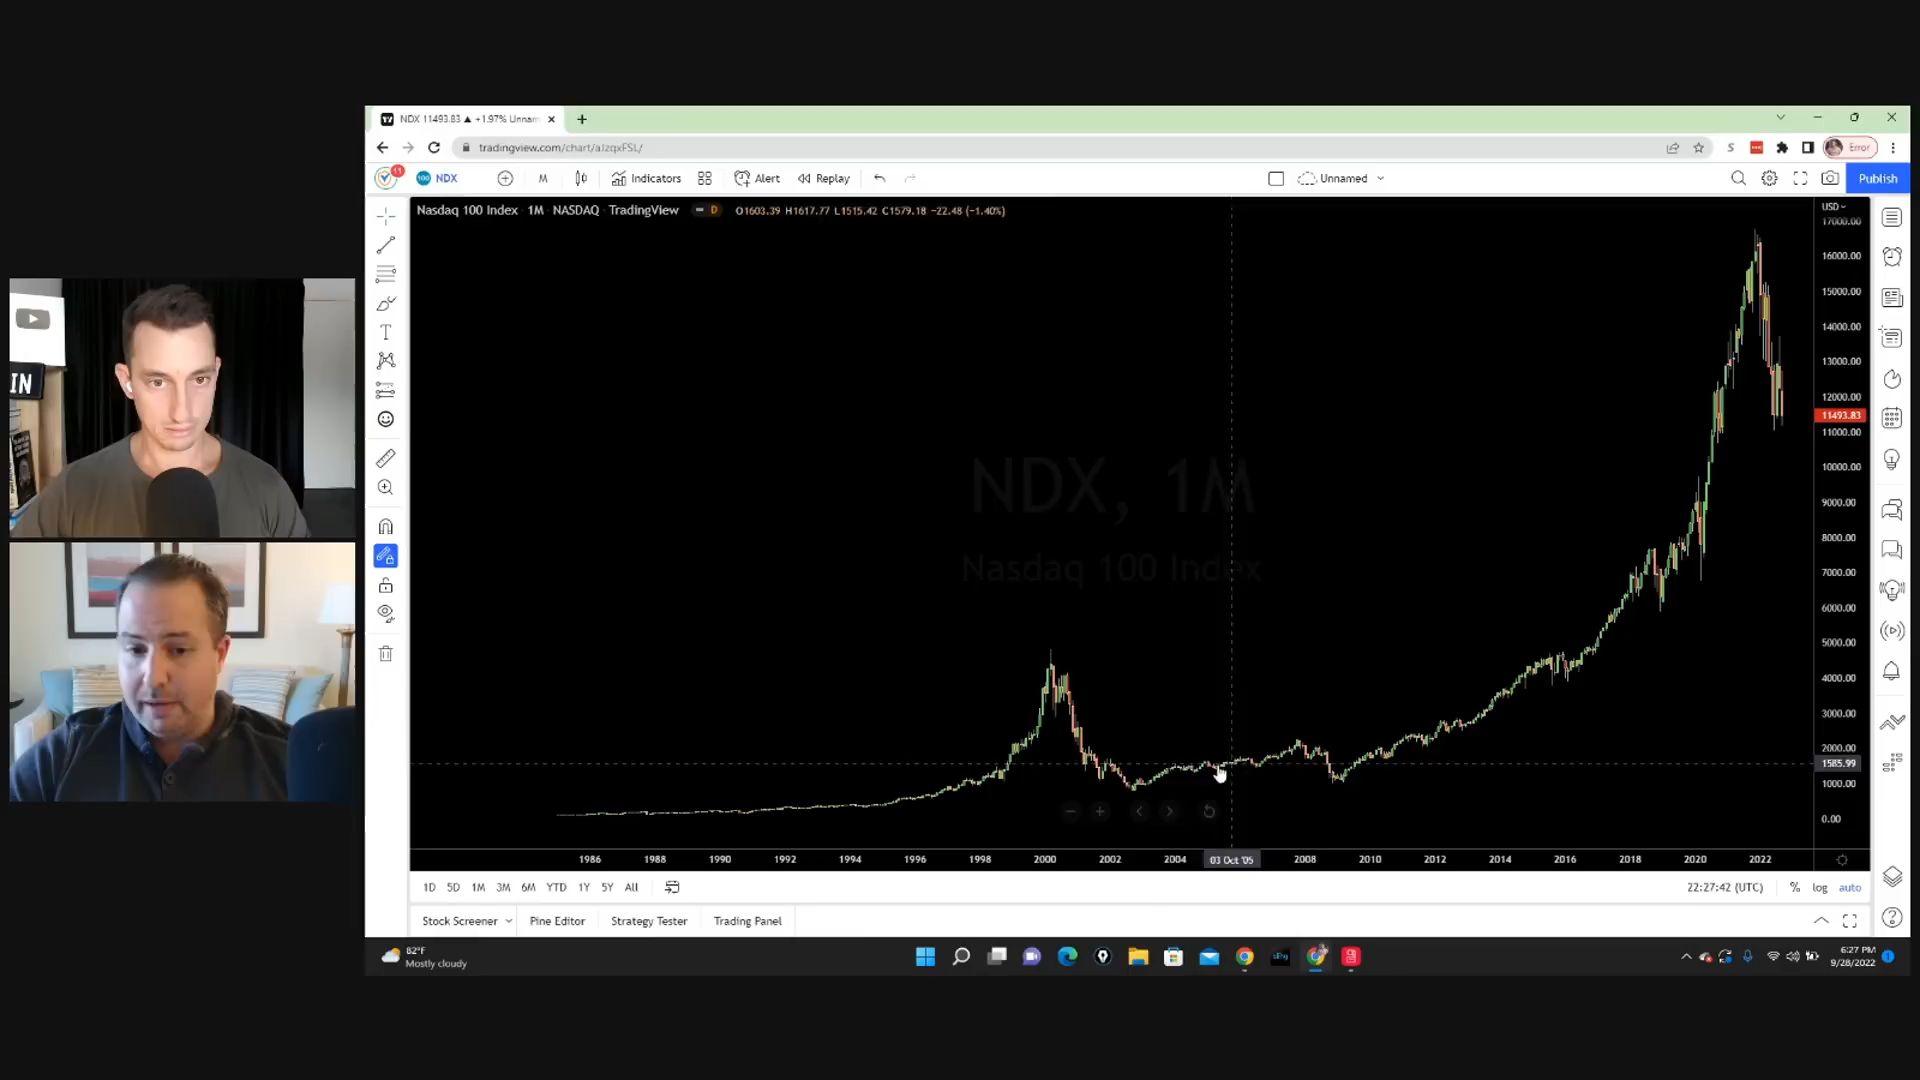 NDX 11493.83 ▲ +1.97% Unnam
tradingview.com/chart/aJzqxFSL/
Error
11
100 NDX
M
Indicators
Alert
Replay
Unnamed
Publish
Nasdaq 100 Index · 1M · NASDAQ · TradingView
D
O1603.39 H1617.77 L1515.42 C1579.18 −22.48 (−1.40%)
USD
17000.00
16000.00
15000.00
14000.00
13000.00
12000.00
11493.83
11000.00
10000.00
9000.00
8000.00
7000.00
6000.00
5000.00
4000.00
3000.00
2000.00
1585.99
1000.00
0.00
NDX, 1M
Nasdaq 100 Index
IN
1986 1988 1990 1992 1994 1996 1998 2000 2002 2004 03 Oct '05 2008 2010 2012 2014 2016 2018 2020 2022
1D 5D 1M 3M 6M YTD 1Y 5Y All
22:27:42 (UTC) % log auto
Stock Screener Pine Editor Strategy Tester Trading Panel
82°F
Mostly cloudy
6:27 PM
9/28/2022
1